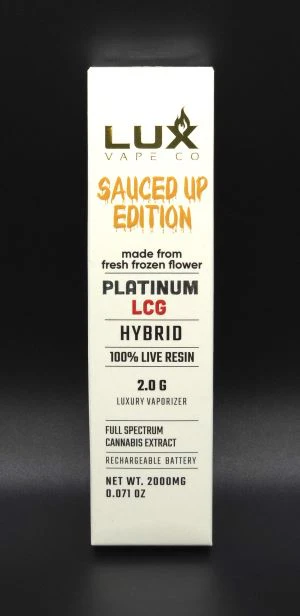 LUX
VAPE CO
SAUCED UP
EDITION
made from
fresh frozen flower
PLATINUM
LCG
HYBRID
100% LIVE RESIN
2.0 G
LUXURY VAPORIZER
FULL SPECTRUM
CANNABIS EXTRACT
RECHARGEABLE BATTERY
NET WT. 2000MG
0.071 OZ